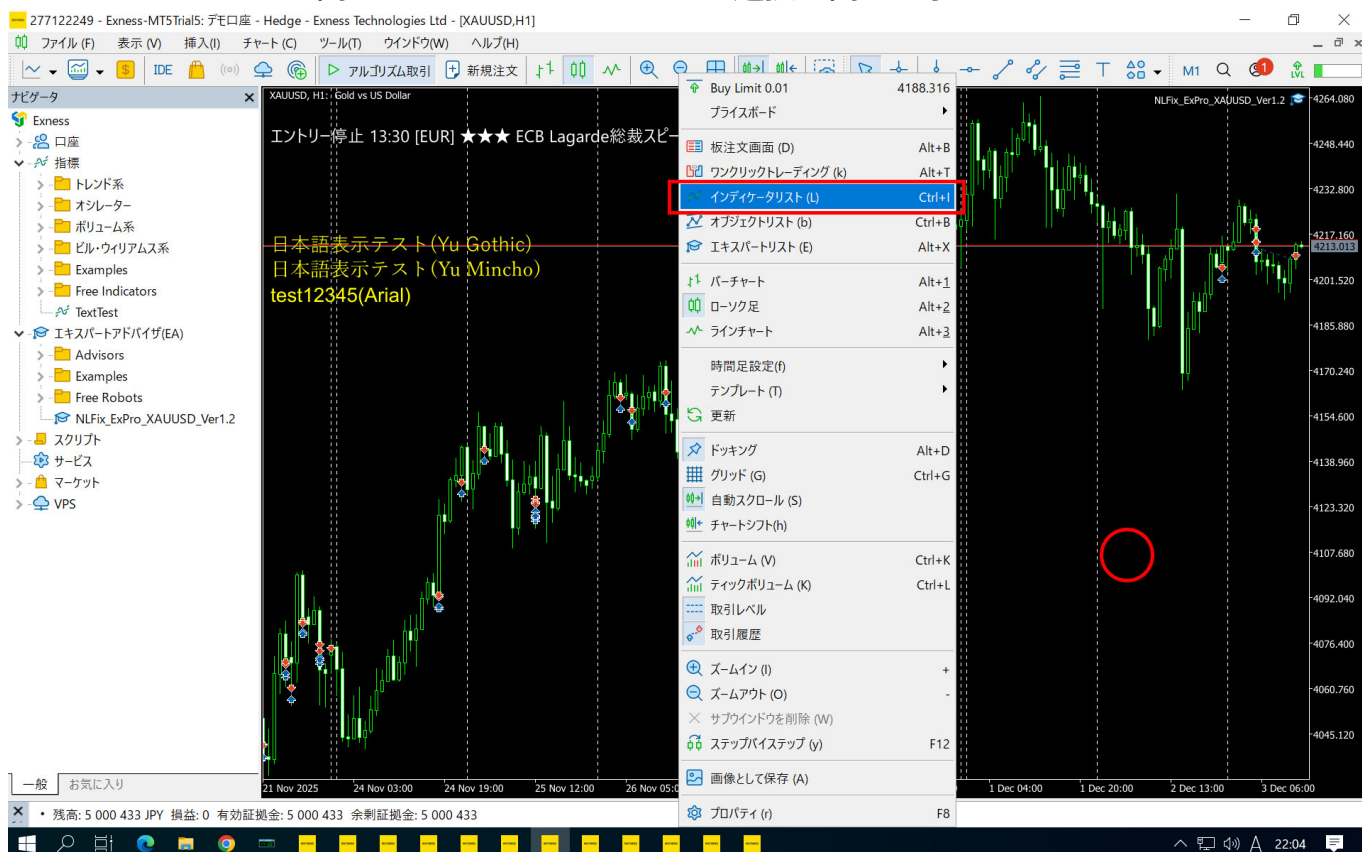 277122249 - Exness-MT5Trial5: デモ口座 - Hedge - Exness Technologies Ltd - [XAUUSD,H1]
ファイル (F) 表示 (V) 挿入(I) チャート (C) ツール(T) ウインドウ(W) ヘルプ(H)
IDE アルゴリズム取引 新規注文 T M1 1 LVL
ナビゲータ
Exness
口座
指標
トレンド系
オシレーター
ボリューム系
ビル・ウィリアムス系
Examples
Free Indicators
TextTest
エキスパートアドバイザ(EA)
Advisors
Examples
Free Robots
NLFix_ExPro_XAUUSD_Ver1.2
スクリプト
サービス
マーケット
VPS
一般 お気に入り
XAUUSD, H1: Gold vs US Dollar
NLFix_ExPro_XAUUSD_Ver1.2
エントリー停止 13:30 [EUR] ★★★ ECB Lagarde総裁スピー
日本語表示テスト(Yu Gothic)
日本語表示テスト(Yu Mincho)
test12345(Arial)
Buy Limit 0.01 4188.316
プライスボード
板注文画面 (D) Alt+B
ワンクリックトレーディング (k) Alt+T
インディケータリスト (L) Ctrl+I
オブジェクトリスト (b) Ctrl+B
エキスパートリスト (E) Alt+X
バーチャート Alt+1
ローソク足 Alt+2
ラインチャート Alt+3
時間足設定(f)
テンプレート (T)
更新
ドッキング Alt+D
グリッド (G) Ctrl+G
自動スクロール (S)
チャートシフト(h)
ボリューム (V) Ctrl+K
ティックボリューム (K) Ctrl+L
取引レベル
取引履歴
ズームイン (I) +
ズームアウト (O) -
サブウインドウを削除 (W)
ステップバイステップ (y) F12
画像として保存 (A)
プロパティ (r) F8
4264.080
4248.440
4232.800
4217.160
4213.013
4201.520
4185.880
4170.240
4154.600
4138.960
4123.320
4107.680
4092.040
4076.400
4060.760
4045.120
21 Nov 2025 24 Nov 03:00 24 Nov 19:00 25 Nov 12:00 26 Nov 05:0 1 Dec 04:00 1 Dec 20:00 2 Dec 13:00 3 Dec 06:00
• 残高: 5 000 433 JPY 損益: 0 有効証拠金: 5 000 433 余剰証拠金: 5 000 433
A 22:04